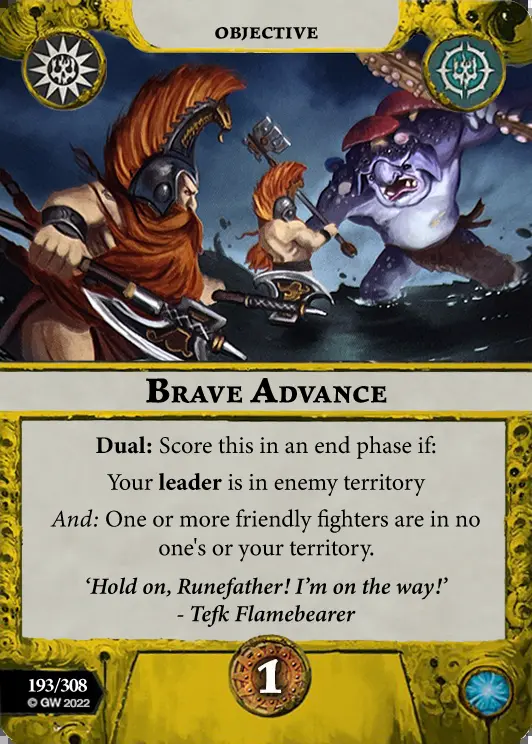 OBJECTIVE
BRAVE ADVANCE
Dual: Score this in an end phase if:
Your leader is in enemy territory
And: One or more friendly fighters are in no
one's or your territory.
‘Hold on, Runefather! I’m on the way!’
- Tefk Flamebearer
1
193/308
© GW 2022